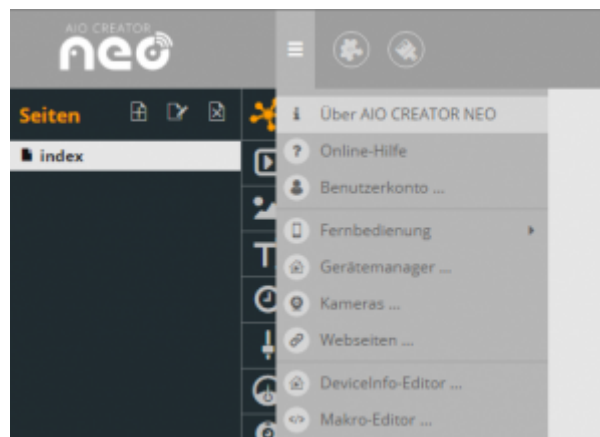 AIO CREATOR
neo
Seiten
index
Über AIO CREATOR NEO
Online-Hilfe
Benutzerkonto ...
Fernbedienung
Gerätemanager ...
Kameras ...
Webseiten ...
DeviceInfo-Editor ...
Makro-Editor ...